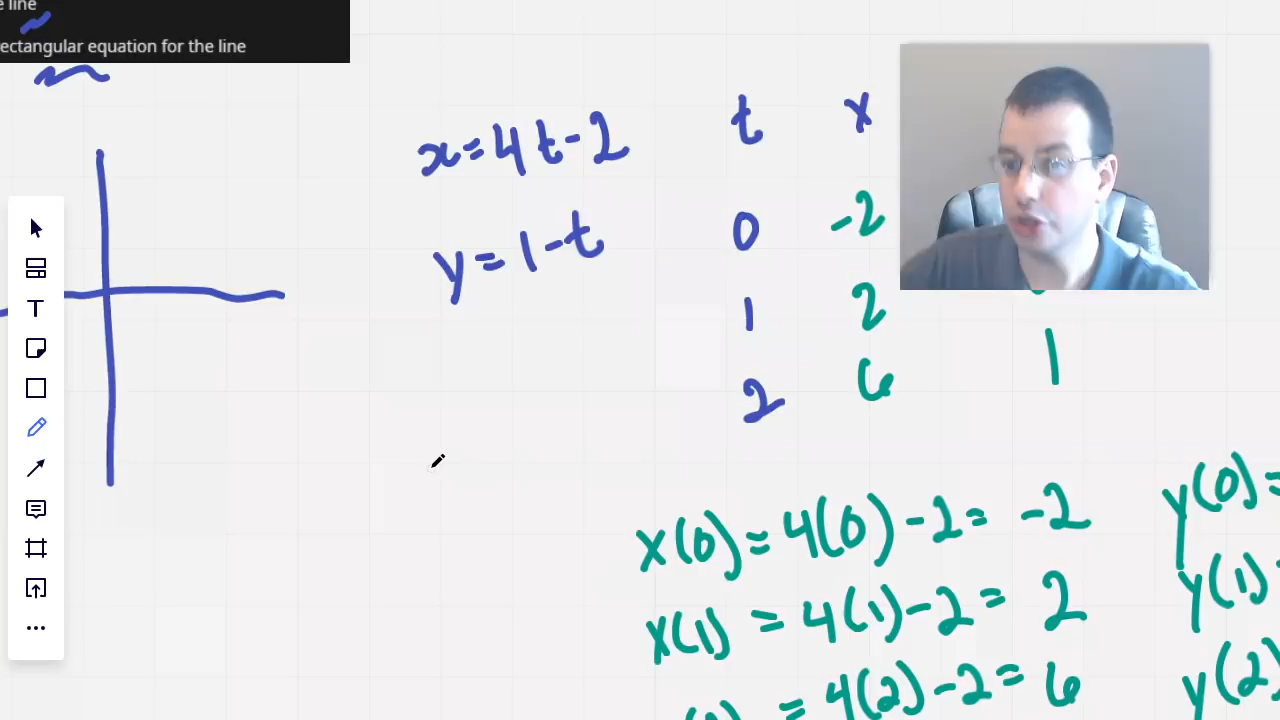 e line
ectangular equation for the line
x=4t-2
y=1-t
t x
0 -2
1 2
2 6 1
x(0)=4(0)-2= -2 y(0)=
x(1) =4(1)-2= 2 y(1)
=4(2)-2= 6 y(2)
T